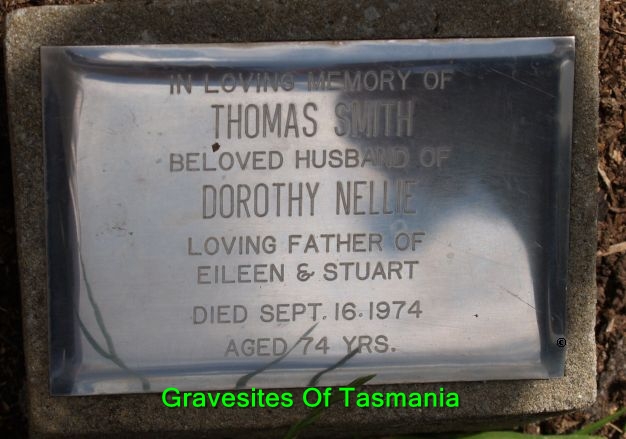 IN LOVING MEMORY OF
THOMAS SMITH
BELOVED HUSBAND OF
DOROTHY NELLIE
LOVING FATHER OF
EILEEN & STUART
DIED SEPT. 16. 1974
AGED 74 YRS.
©
Gravesites Of Tasmania